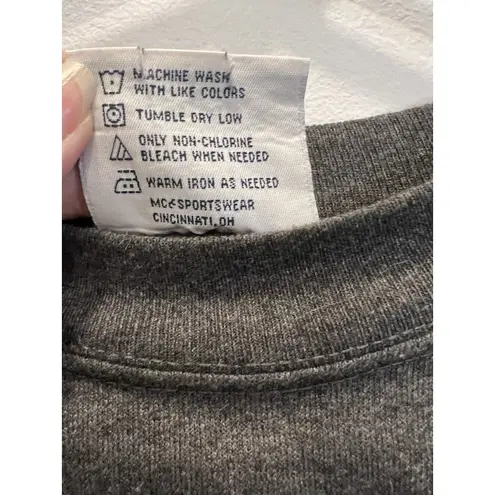 MACHINE WASH
WITH LIKE COLORS
TUMBLE DRY LOW
ONLY NON-CHLORINE
BLEACH WHEN NEEDED
WARM IRON AS NEEDED
MC SPORTSWEAR
CINCINNATI, OH